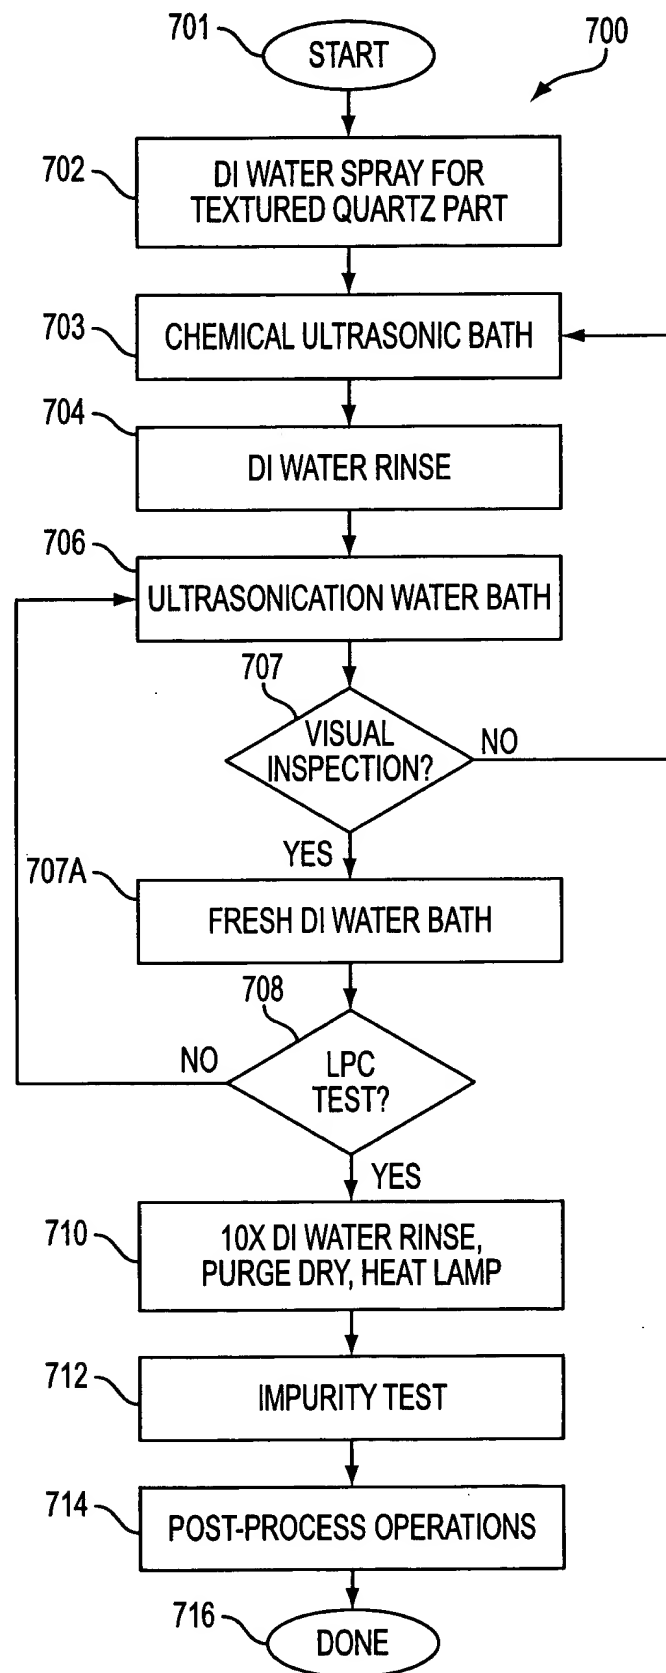 701
START
700
702
DI WATER SPRAY FOR
TEXTURED QUARTZ PART
703
CHEMICAL ULTRASONIC BATH
704
DI WATER RINSE
706
ULTRASONICATION WATER BATH
707
VISUAL
INSPECTION?
NO
YES
707A
FRESH DI WATER BATH
708
NO
LPC
TEST?
YES
710
10X DI WATER RINSE,
PURGE DRY, HEAT LAMP
712
IMPURITY TEST
714
POST-PROCESS OPERATIONS
716
DONE